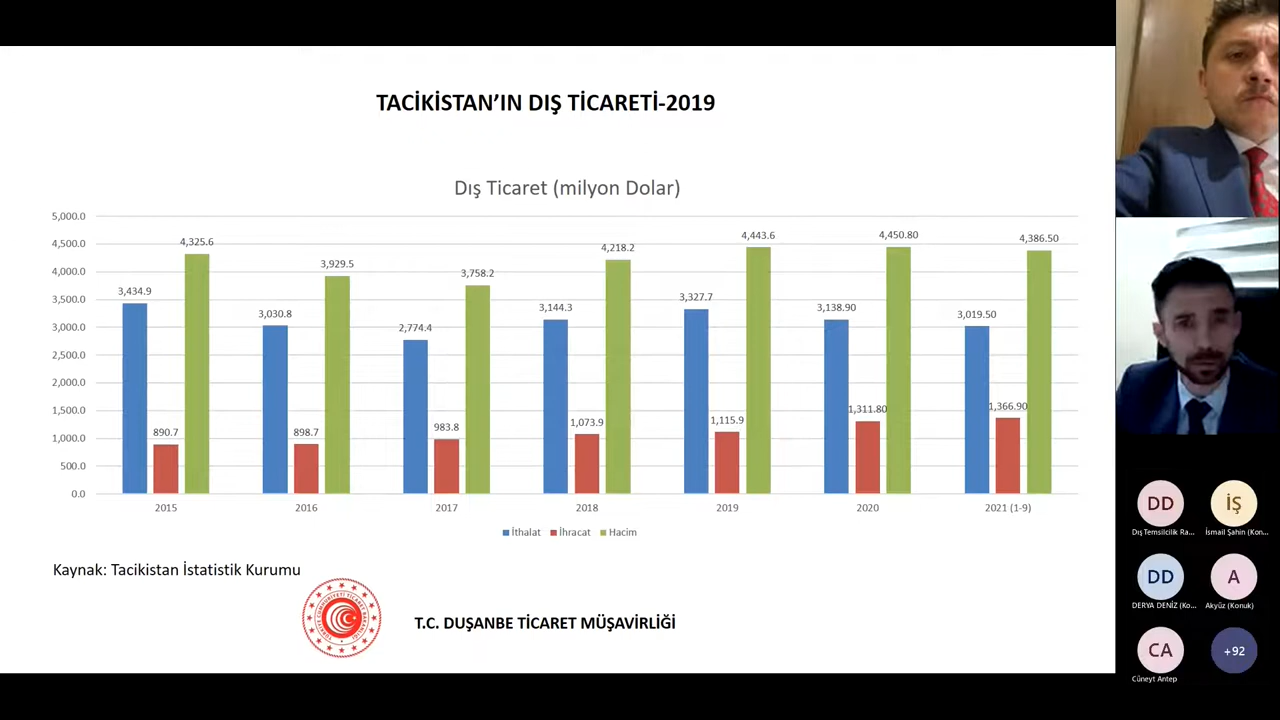 TACİKİSTAN’IN DIŞ TİCARETİ-2019
Dış Ticaret (milyon Dolar)
5,000.0
4,500.0
4,000.0
3,500.0
3,000.0
2,500.0
2,000.0
1,500.0
1,000.0
500.0
0.0
3,434.9
890.7
4,325.6
3,030.8
898.7
3,929.5
2,774.4
983.8
3,758.2
3,144.3
1,073.9
4,218.2
3,327.7
1,115.9
4,443.6
3,138.90
1,311.80
4,450.80
3,019.50
1,366.90
4,386.50
2015 2016 2017 2018 2019 2020 2021 (1-9)
İthalat İhracat Hacim
Kaynak: Tacikistan İstatistik Kurumu
T.C. DUŞANBE TİCARET MÜŞAVİRLİĞİ
DD İŞ
Dış Temsilcilik Ra... İsmail Şahin (Kon...
DD A
DERYA DENİZ (Ko... Akyüz (Konuk)
CA +92
Cüneyt Antep